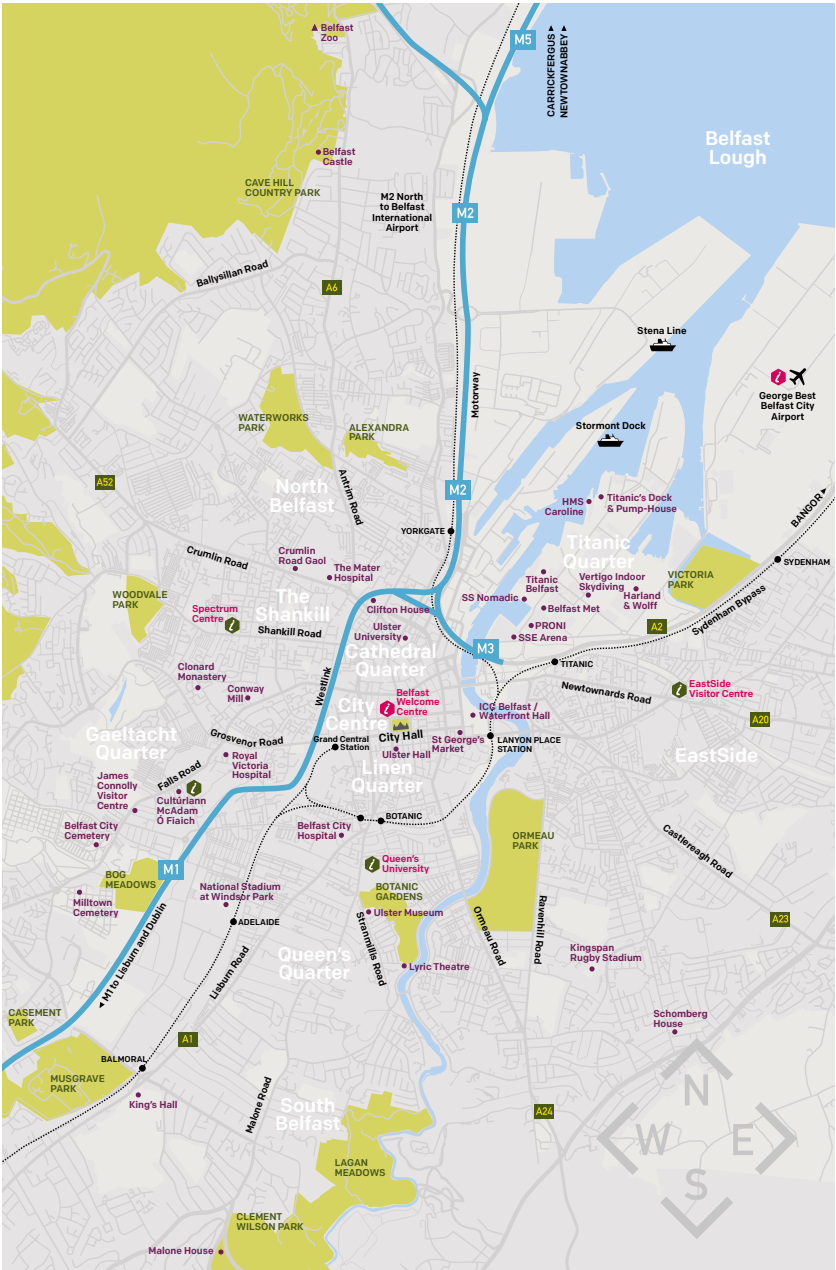 Belfast
Zoo
M5
CARRICKFERGUS
NEWTOWNABBEY
Belfast
Lough
Belfast
Castle
CAVE HILL
COUNTRY PARK
M2 North
to Belfast
International
Airport
M2
Ballysillan Road
A6
Stena Line
George Best
Belfast City
Airport
Motorway
WATERWORKS
PARK
ALEXANDRA
PARK
Stormont Dock
A52
North
Belfast
Antrim Road
M2
HMS
Caroline
Titanic's Dock
& Pump-House
BANGOR
YORKGATE
Titanic
Quarter
SYDENHAM
Crumlin Road
Crumlin
Road Gaol
The Mater
Hospital
Titanic
Belfast
Vertigo Indoor
Skydiving
Harland
& Wolff
VICTORIA
PARK
WOODVALE
PARK
The
Shankill
Clifton House
SS Nomadic
Belfast Met
Sydenham Bypass
Spectrum
Centre
Shankill Road
Ulster
University
PRONI
SSE Arena
A2
Cathedral
Quarter
M3
TITANIC
Clonard
Monastery
Conway
Mill
Westlink
Newtownards Road
EastSide
Visitor Centre
City
Centre
Belfast
Welcome
Centre
ICC Belfast /
Waterfront Hall
A20
Gaeltacht
Quarter
Grosvenor Road
Grand Central
Station
City Hall
St George's
Market
LANYON PLACE
STATION
EastSide
Royal
Victoria
Hospital
Ulster Hall
Linen
Quarter
Falls Road
James
Connolly
Visitor
Centre
Cultúrlann
McAdam
Ó Fiaich
Belfast City
Cemetery
Belfast City
Hospital
BOTANIC
ORMEAU
PARK
Castlereagh Road
M1
BOG
MEADOWS
Queen's
University
Milltown
Cemetery
National Stadium
at Windsor Park
BOTANIC
GARDENS
Ulster Museum
ADELAIDE
Stranmillis Road
Ormeau Road
Ravenhill Road
A23
M1 to Lisburn and Dublin
Lisburn Road
Queen's
Quarter
Lyric Theatre
Kingspan
Rugby Stadium
CASEMENT
PARK
A1
Schomberg
House
BALMORAL
MUSGRAVE
PARK
King's Hall
Malone Road
South
Belfast
A24
N
W
E
S
LAGAN
MEADOWS
CLEMENT
WILSON PARK
Malone House